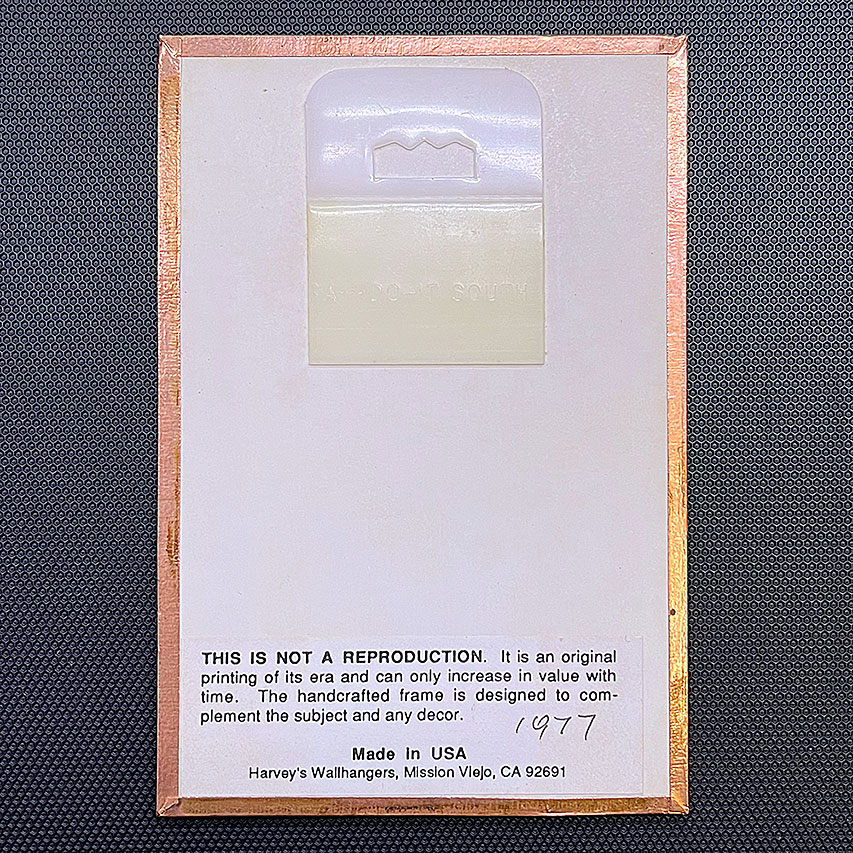 SOUTH
THIS IS NOT A REPRODUCTION. It is an original
printing of its era and can only increase in value with
time. The handcrafted frame is designed to com-
plement the subject and any decor.
1977
Made In USA
Harvey's Wallhangers, Mission Viejo, CA 92691